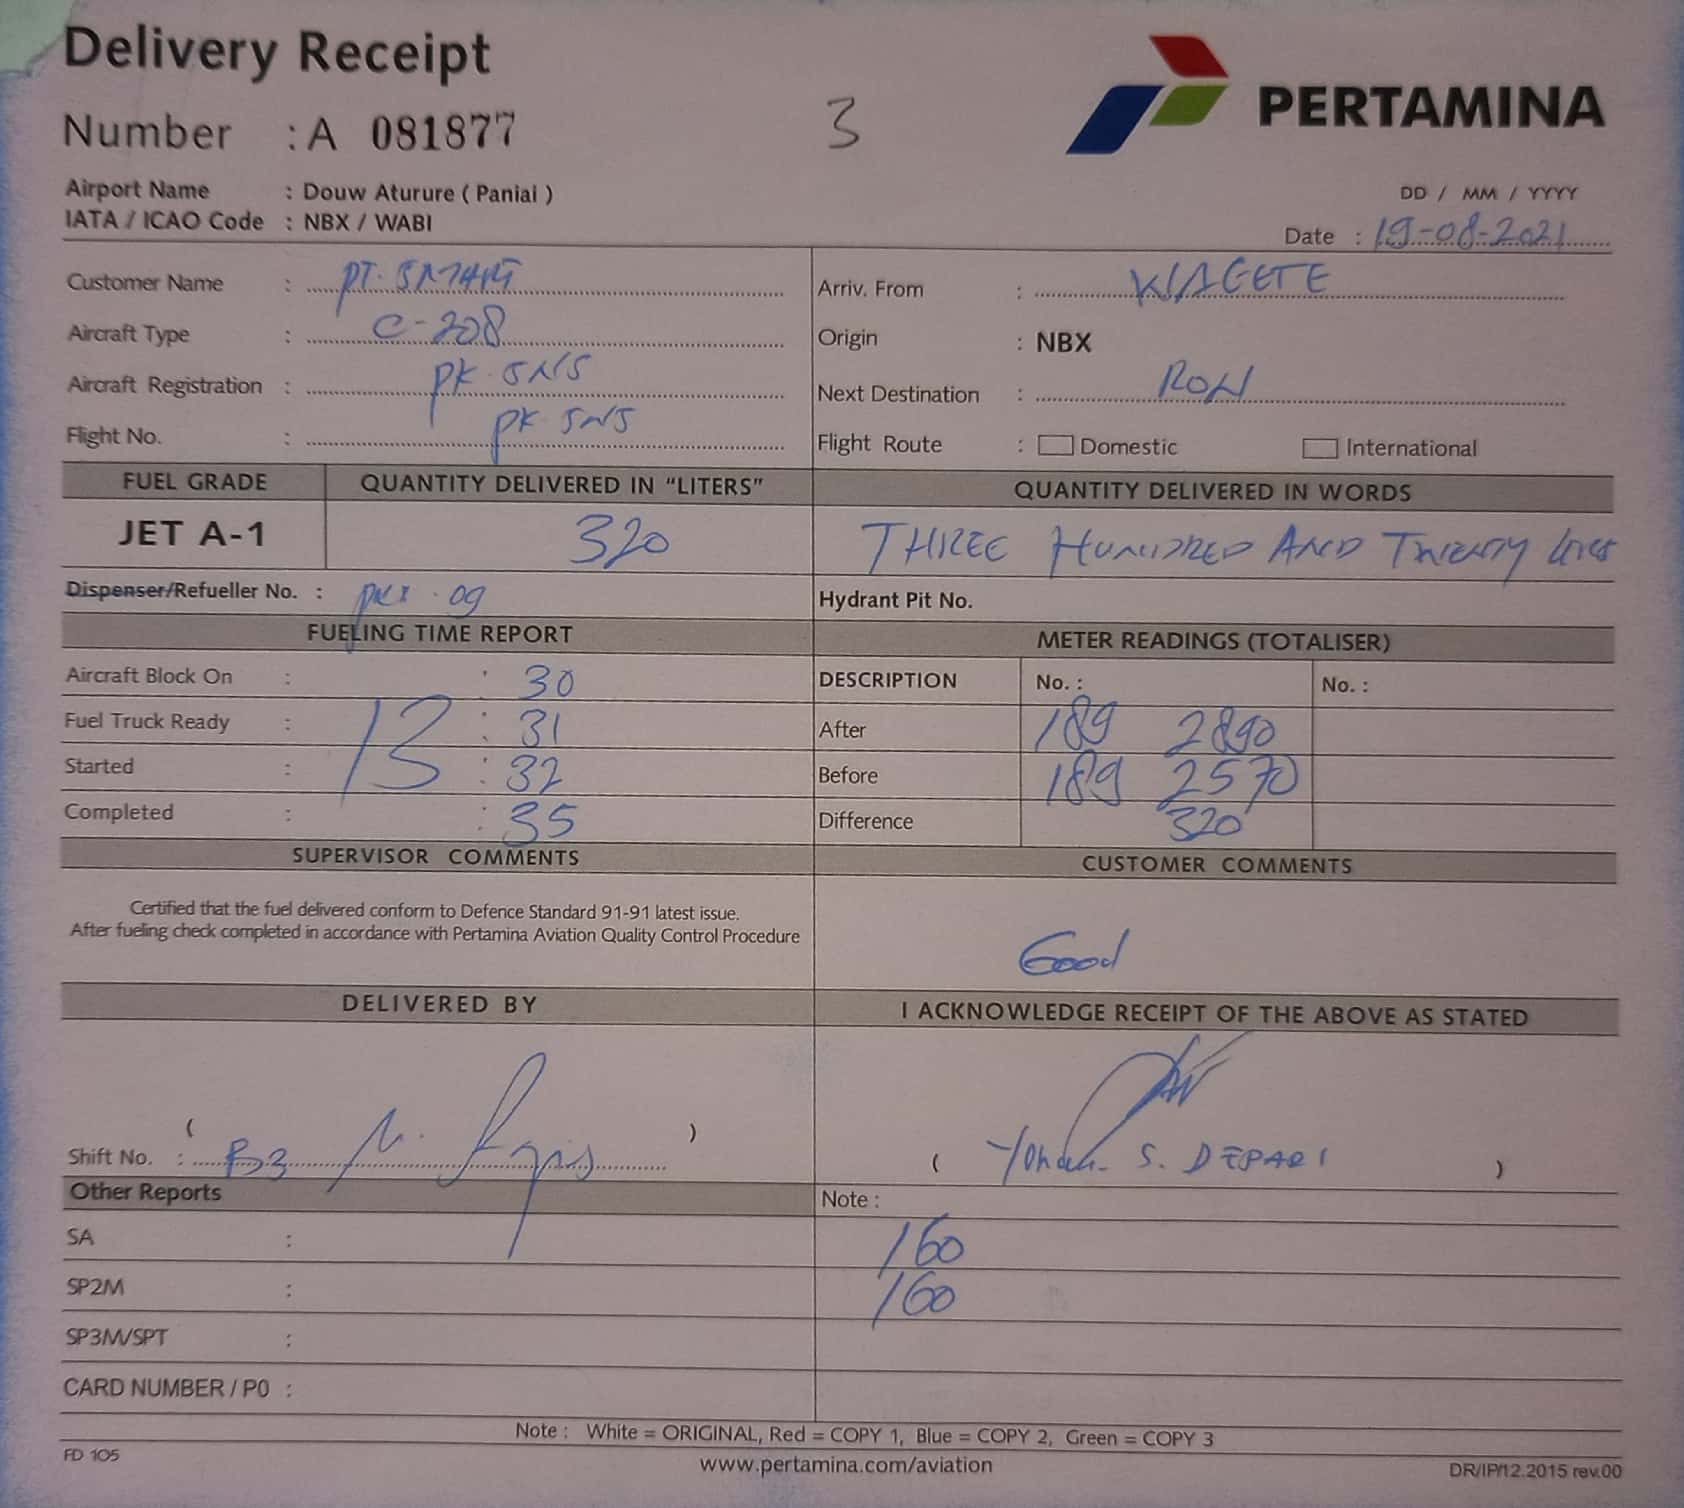 Delivery Receipt
PERTAMINA
Number : A 081877
3
Airport Name : Douw Aturure ( Paniai )
DD / MM / YYYY
IATA / ICAO Code : NBX / WABI
Date : 19-08-2021
Customer Name : PT. SMART
Arriv. From : WAGETE
Aircraft Type : C-208
Origin : NBX
Aircraft Registration : PK-SNS
Next Destination : ROW
Flight No. : PK-SNS
Flight Route : Domestic International
FUEL GRADE QUANTITY DELIVERED IN "LITERS" QUANTITY DELIVERED IN WORDS
JET A-1 320 THREE HUNDRED AND TWENTY
Dispenser/Refueller No. : 09
Hydrant Pit No.
FUELING TIME REPORT METER READINGS (TOTALISER)
Aircraft Block On : : 30
DESCRIPTION No. : No. :
Fuel Truck Ready : 13 : 31
After 189 2890
Started : : 32
Before 189 2570
Completed : : 35
Difference 320
SUPERVISOR COMMENTS CUSTOMER COMMENTS
Certified that the fuel delivered conform to Defence Standard 91-91 latest issue.
After fueling check completed in accordance with Pertamina Aviation Quality Control Procedure
Good
DELIVERED BY I ACKNOWLEDGE RECEIPT OF THE ABOVE AS STATED
( )
Shift No. : B3
( S. DEPARI )
Other Reports Note :
SA : 160
SP2M : 160
SP3M/SPT :
CARD NUMBER / P0 :
Note : White = ORIGINAL, Red = COPY 1, Blue = COPY 2, Green = COPY 3
FD 105 www.pertamina.com/aviation DR/IP/12.2015 rev.00